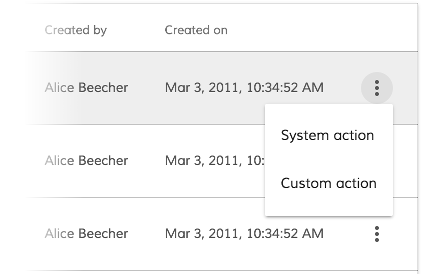 Created by Created on
Alice Beecher Mar 3, 2011, 10:34:52 AM
System action
Alice Beecher Mar 3, 2011, 10:
Custom action
Alice Beecher Mar 3, 2011, 10:34:52 AM